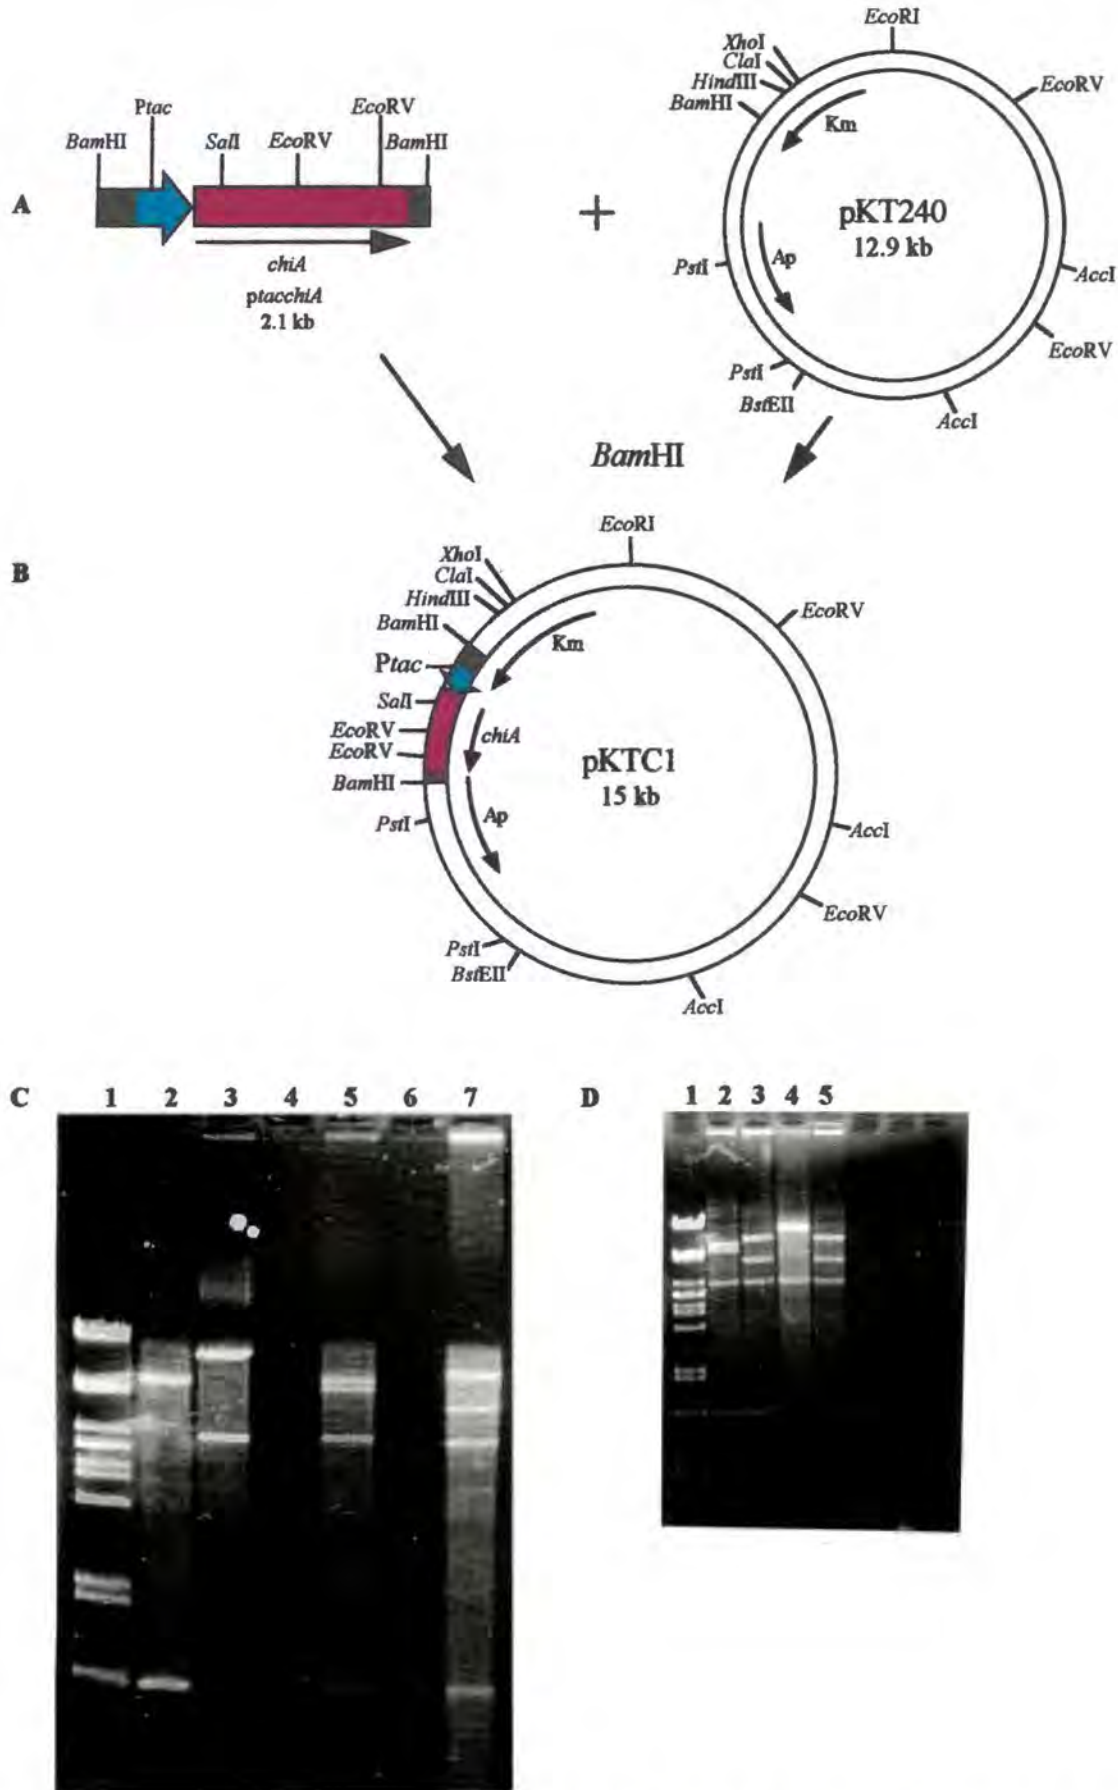 A
BamHI
Ptac
SalI
EcoRV
EcoRV
BamHI
chiA
ptacchiA
2.1 kb
+
EcoRI
XhoI
ClaI
HindIII
BamHI
EcoRV
Km
pKT240
12.9 kb
Ap
PstI
AccI
EcoRV
PstI
BstEII
AccI
BamHI
B
EcoRI
XhoI
ClaI
HindIII
BamHI
EcoRV
Km
Ptac
SalI
EcoRV
chiA
EcoRV
pKTC1
15 kb
BamHI
PstI
Ap
AccI
EcoRV
PstI
BstEII
AccI
C 1 2 3 4 5 6 7
D 1 2 3 4 5